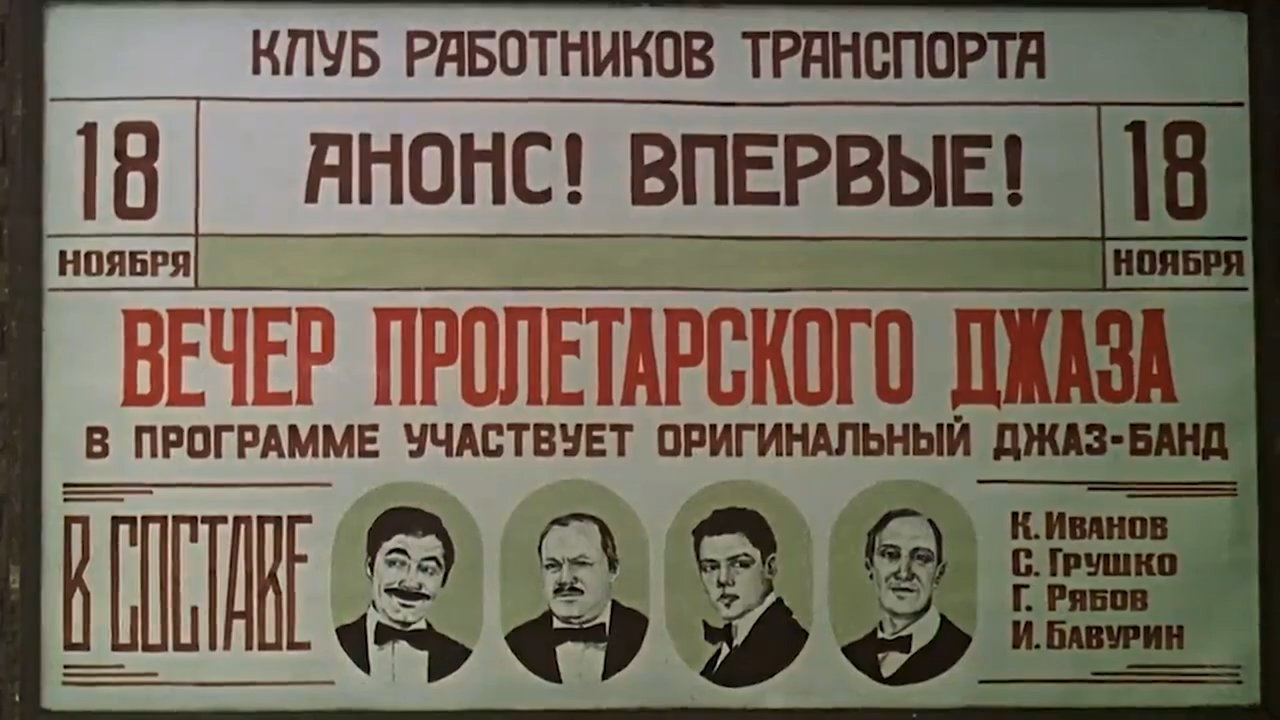 КЛУБ РАБОТНИКОВ ТРАНСПОРТА
18 НОЯБРЯ
АНОНС! ВПЕРВЫЕ!
18 НОЯБРЯ
ВЕЧЕР ПРОЛЕТАРСКОГО ДЖАЗА
В ПРОГРАММЕ УЧАСТВУЕТ ОРИГИНАЛЬНЫЙ ДЖАЗ-БАНД
В СОСТАВЕ
К. ИВАНОВ
С. ГРУШКО
Г. РЯБОВ
И. БАВУРИН